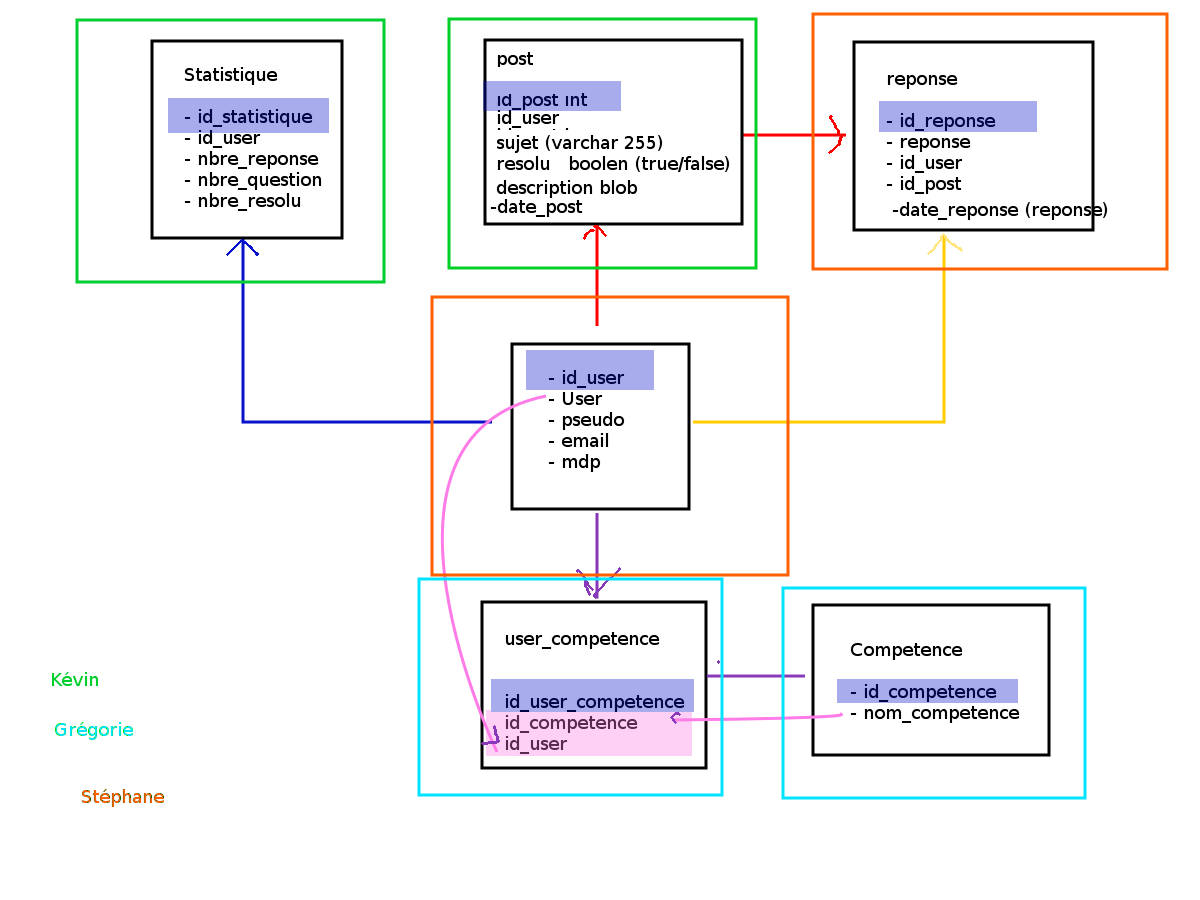 Statistique
- id_statistique
- id_user
- nbre_reponse
- nbre_question
- nbre_resolu
post
id_post int
id_user
sujet (varchar 255)
resolu boolen (true/false)
description blob
-date_post
reponse
- id_reponse
- reponse
- id_user
- id_post
-date_reponse (reponse)
- id_user
- User
- pseudo
- email
- mdp
user_competence
id_user_competence
id_competence
id_user
Competence
- id_competence
- nom_competence
Kévin
Grégorie
Stéphane